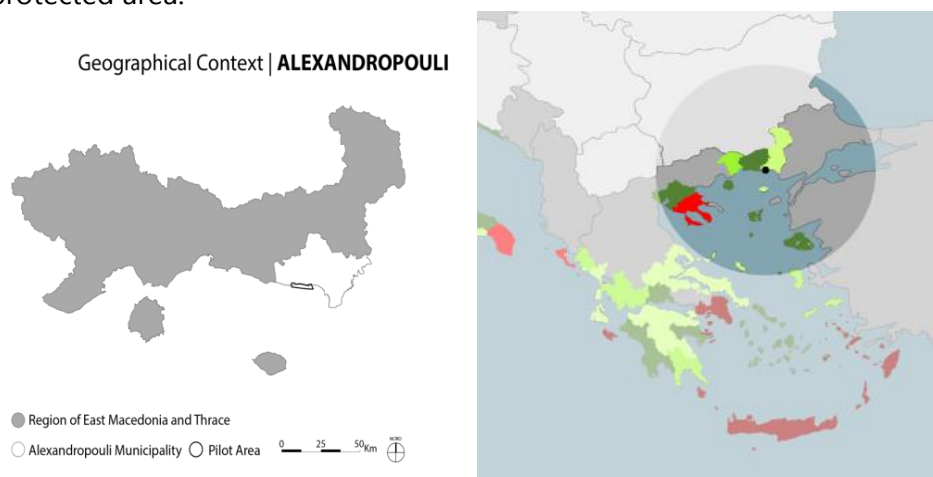 protected area.
Geographical Context | ALEXANDROPOULI
Region of East Macedonia and Thrace
Alexandropouli Municipality Pilot Area
0 25 50 Km
NORD